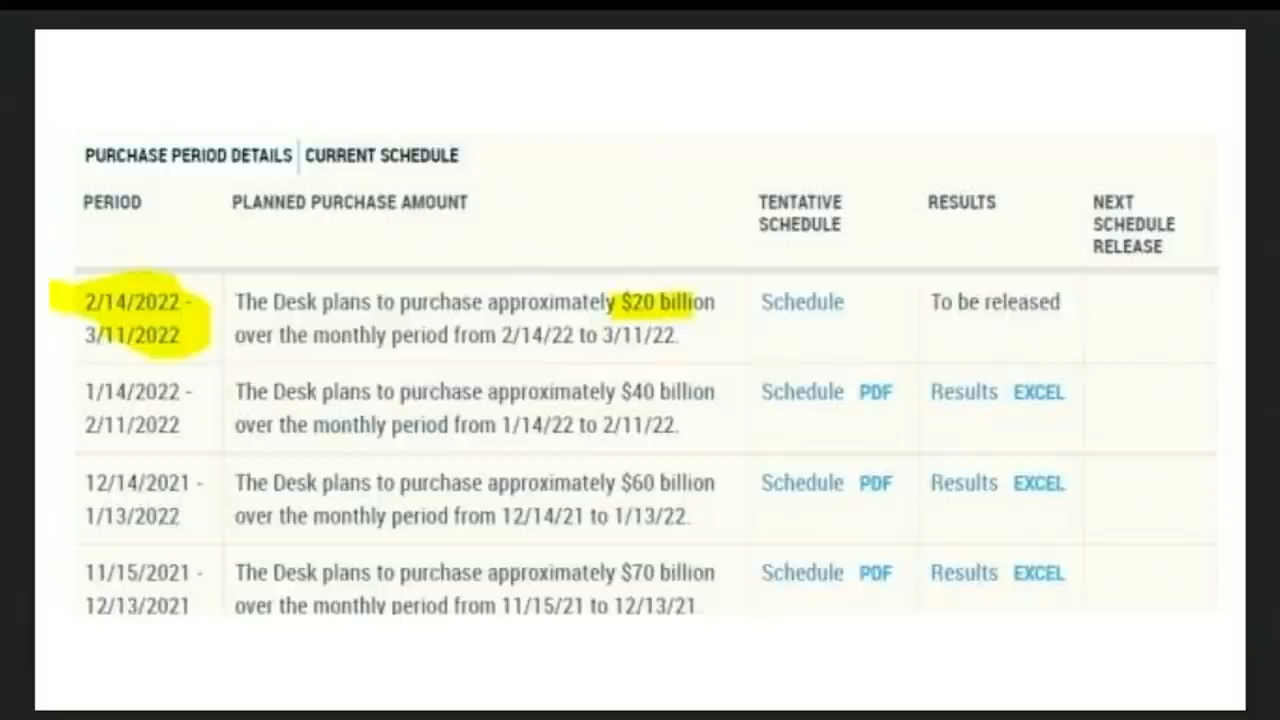 PURCHASE PERIOD DETAILS CURRENT SCHEDULE
PERIOD PLANNED PURCHASE AMOUNT TENTATIVE SCHEDULE RESULTS NEXT SCHEDULE RELEASE
2/14/2022 - The Desk plans to purchase approximately $20 billion Schedule To be released
3/11/2022 over the monthly period from 2/14/22 to 3/11/22.
1/14/2022 - The Desk plans to purchase approximately $40 billion Schedule PDF Results EXCEL
2/11/2022 over the monthly period from 1/14/22 to 2/11/22.
12/14/2021 - The Desk plans to purchase approximately $60 billion Schedule PDF Results EXCEL
1/13/2022 over the monthly period from 12/14/21 to 1/13/22.
11/15/2021 - The Desk plans to purchase approximately $70 billion Schedule PDF Results EXCEL
12/13/2021 over the monthly period from 11/15/21 to 12/13/21.